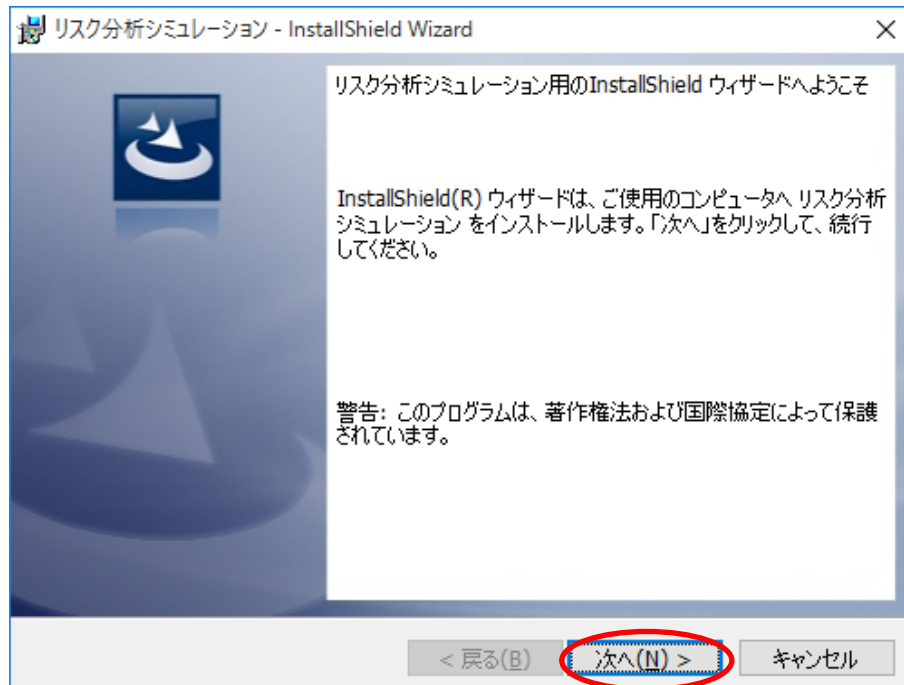 リスク分析シミュレーション - InstallShield Wizard
リスク分析シミュレーション用のInstallShield ウィザードへようこそ
InstallShield(R) ウィザードは、ご使用のコンピュータへ リスク分析
シミュレーション をインストールします。「次へ」をクリックして、続行
してください。
警告: このプログラムは、著作権法および国際協定によって保護
されています。
< 戻る(B)
次へ(N) >
キャンセル